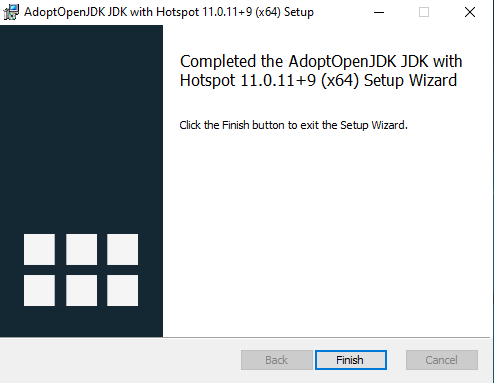 AdoptOpenJDK JDK with Hotspot 11.0.11+9 (x64) Setup
Completed the AdoptOpenJDK JDK with
Hotspot 11.0.11+9 (x64) Setup Wizard
Click the Finish button to exit the Setup Wizard.
Back
Finish
Cancel